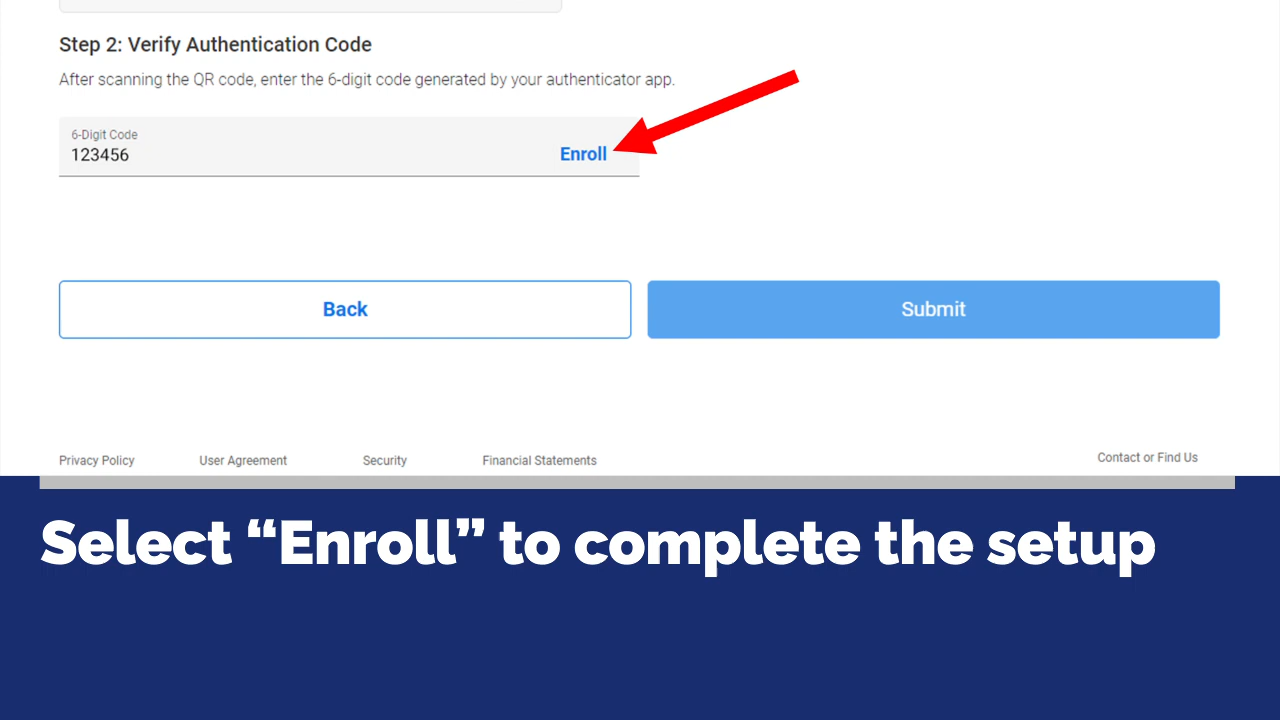 Step 2: Verify Authentication Code
After scanning the QR code, enter the 6-digit code generated by your authenticator app.
6-Digit Code
123456
Enroll
Back
Submit
Privacy Policy
User Agreement
Security
Financial Statements
Contact or Find Us
Select “Enroll” to complete the setup